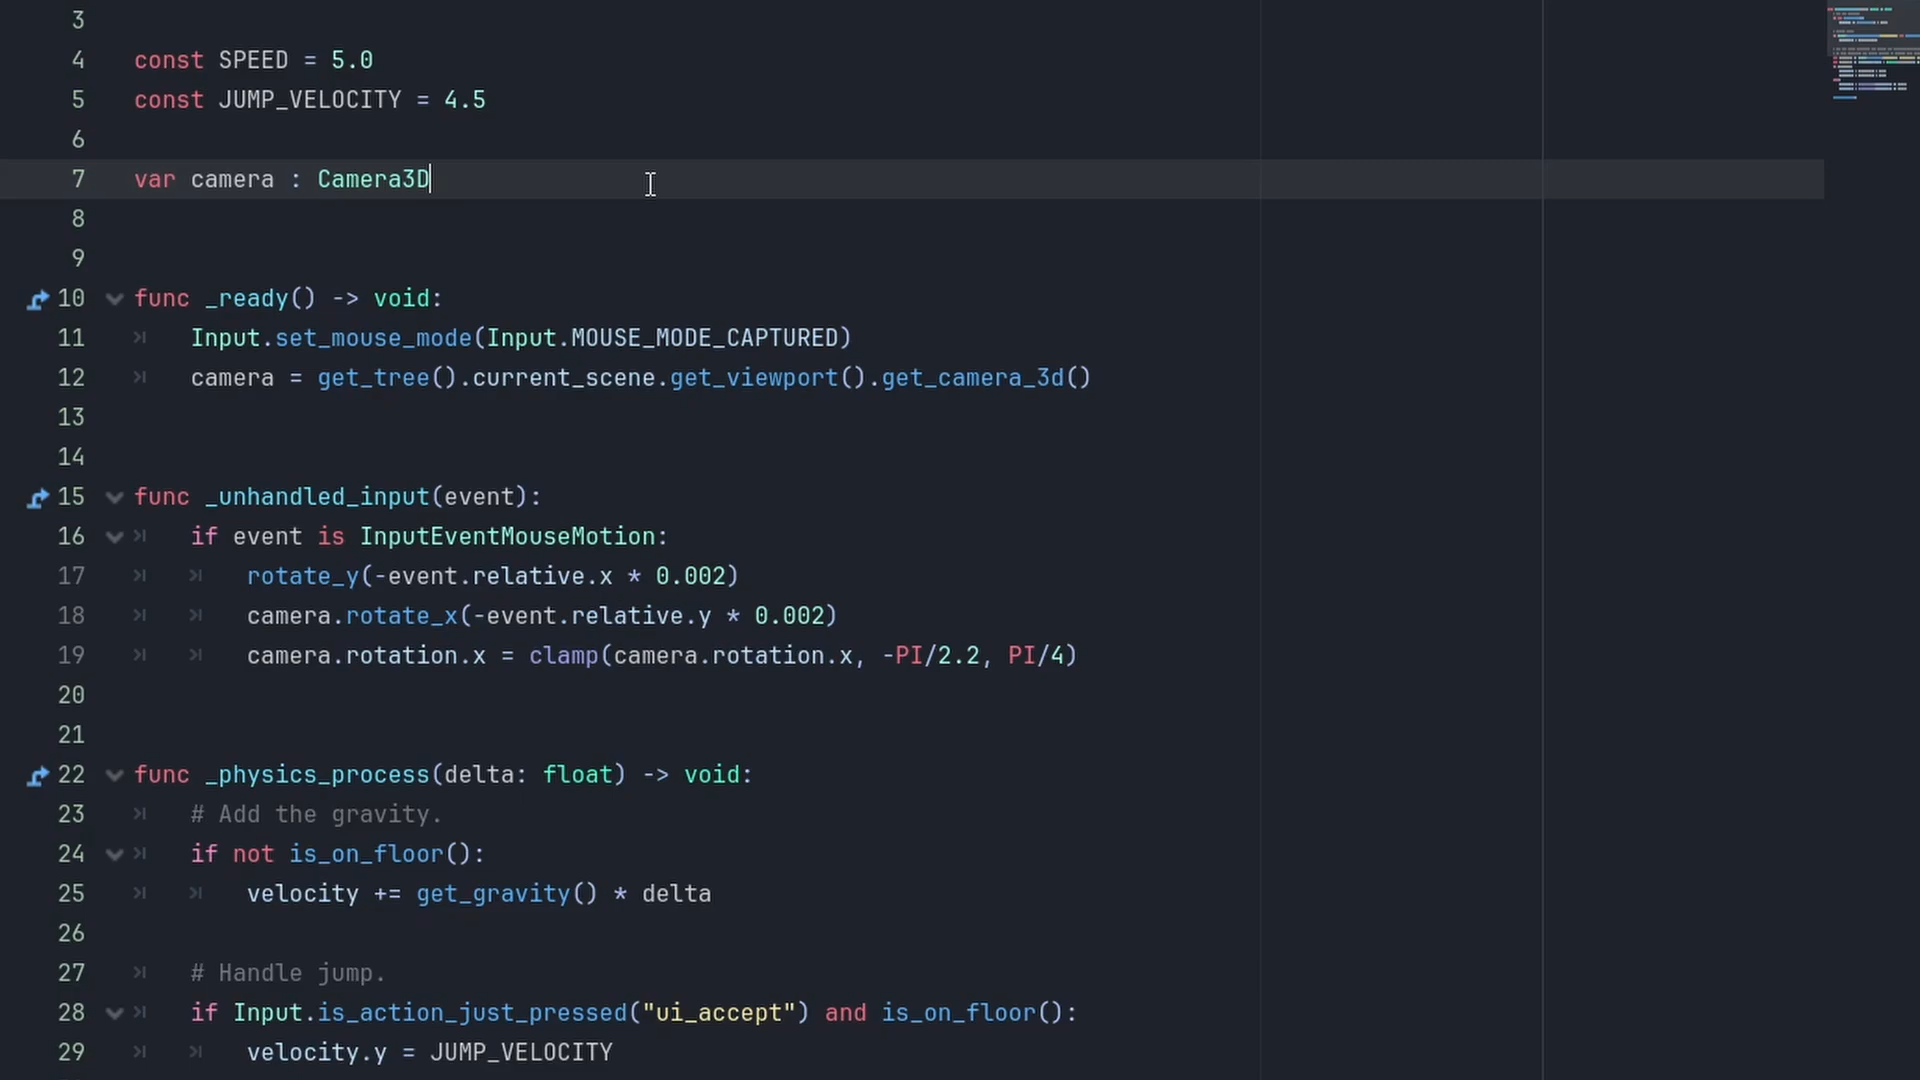 3
4 const SPEED = 5.0
5 const JUMP_VELOCITY = 4.5
6
7 var camera : Camera3D
8
9
10 func _ready() -> void:
11 Input.set_mouse_mode(Input.MOUSE_MODE_CAPTURED)
12 camera = get_tree().current_scene.get_viewport().get_camera_3d()
13
14
15 func _unhandled_input(event):
16 if event is InputEventMouseMotion:
17 rotate_y(-event.relative.x * 0.002)
18 camera.rotate_x(-event.relative.y * 0.002)
19 camera.rotation.x = clamp(camera.rotation.x, -PI/2.2, PI/4)
20
21
22 func _physics_process(delta: float) -> void:
23 # Add the gravity.
24 if not is_on_floor():
25 velocity += get_gravity() * delta
26
27 # Handle jump.
28 if Input.is_action_just_pressed("ui_accept") and is_on_floor():
29 velocity.y = JUMP_VELOCITY